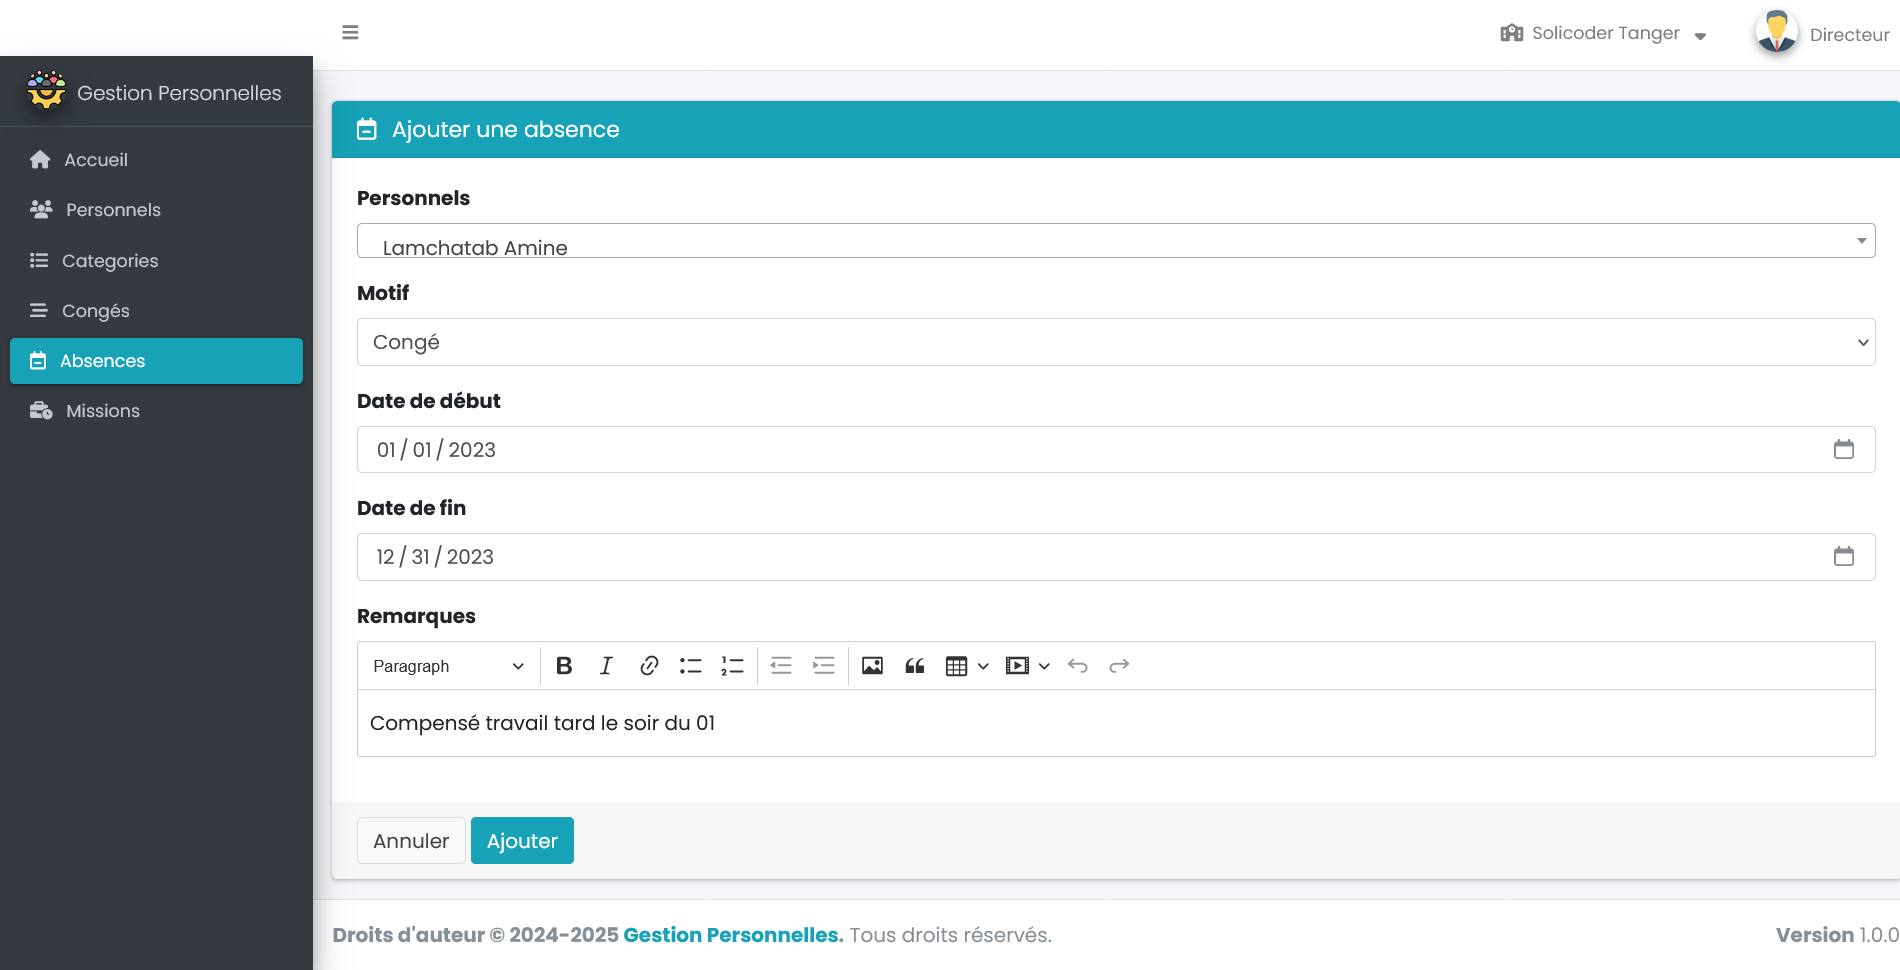 Solicoder Tanger
Directeur
Gestion Personnelles
Accueil
Personnels
Categories
Congés
Absences
Missions
Ajouter une absence
Personnels
Lamchatab Amine
Motif
Congé
Date de début
01 / 01 / 2023
Date de fin
12 / 31 / 2023
Remarques
Paragraph
Compensé travail tard le soir du 01
Annuler Ajouter
Droits d'auteur © 2024-2025 Gestion Personnelles. Tous droits réservés.
Version 1.0.0